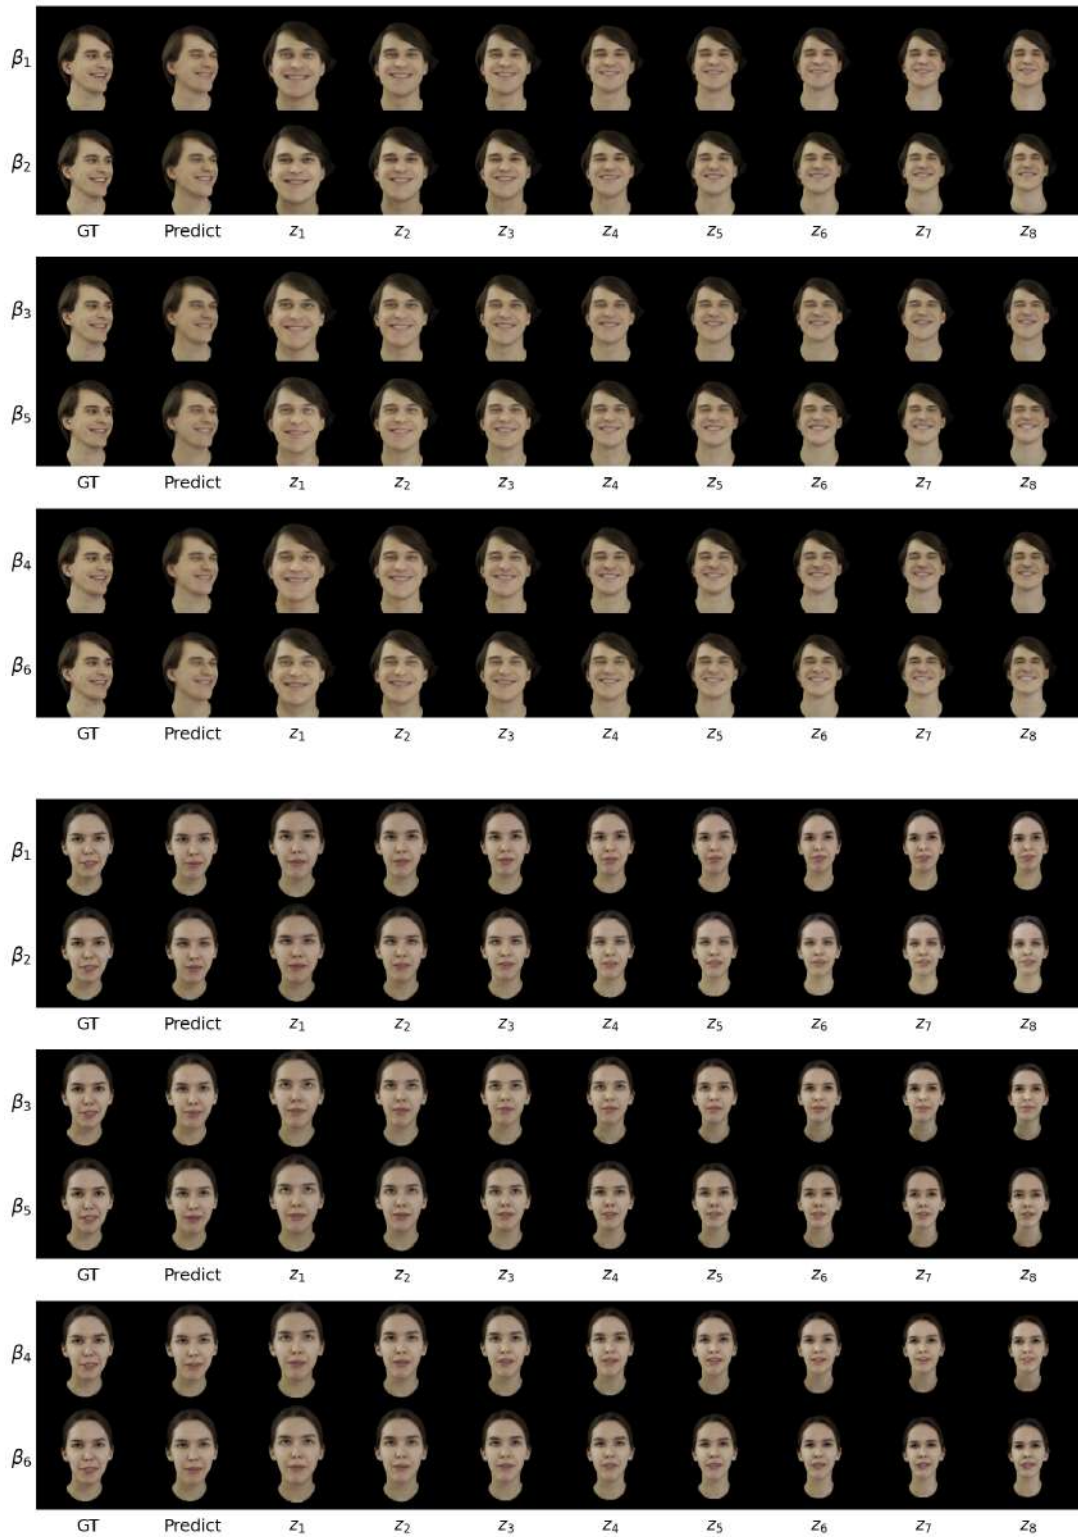 β₁
β₂
GT Predict z₁ z₂ z₃ z₄ z₅ z₆ z₇ z₈
β₃
β₅
GT Predict z₁ z₂ z₃ z₄ z₅ z₆ z₇ z₈
β₄
β₆
GT Predict z₁ z₂ z₃ z₄ z₅ z₆ z₇ z₈
β₁
β₂
GT Predict z₁ z₂ z₃ z₄ z₅ z₆ z₇ z₈
β₃
β₅
GT Predict z₁ z₂ z₃ z₄ z₅ z₆ z₇ z₈
β₄
β₆
GT Predict z₁ z₂ z₃ z₄ z₅ z₆ z₇ z₈